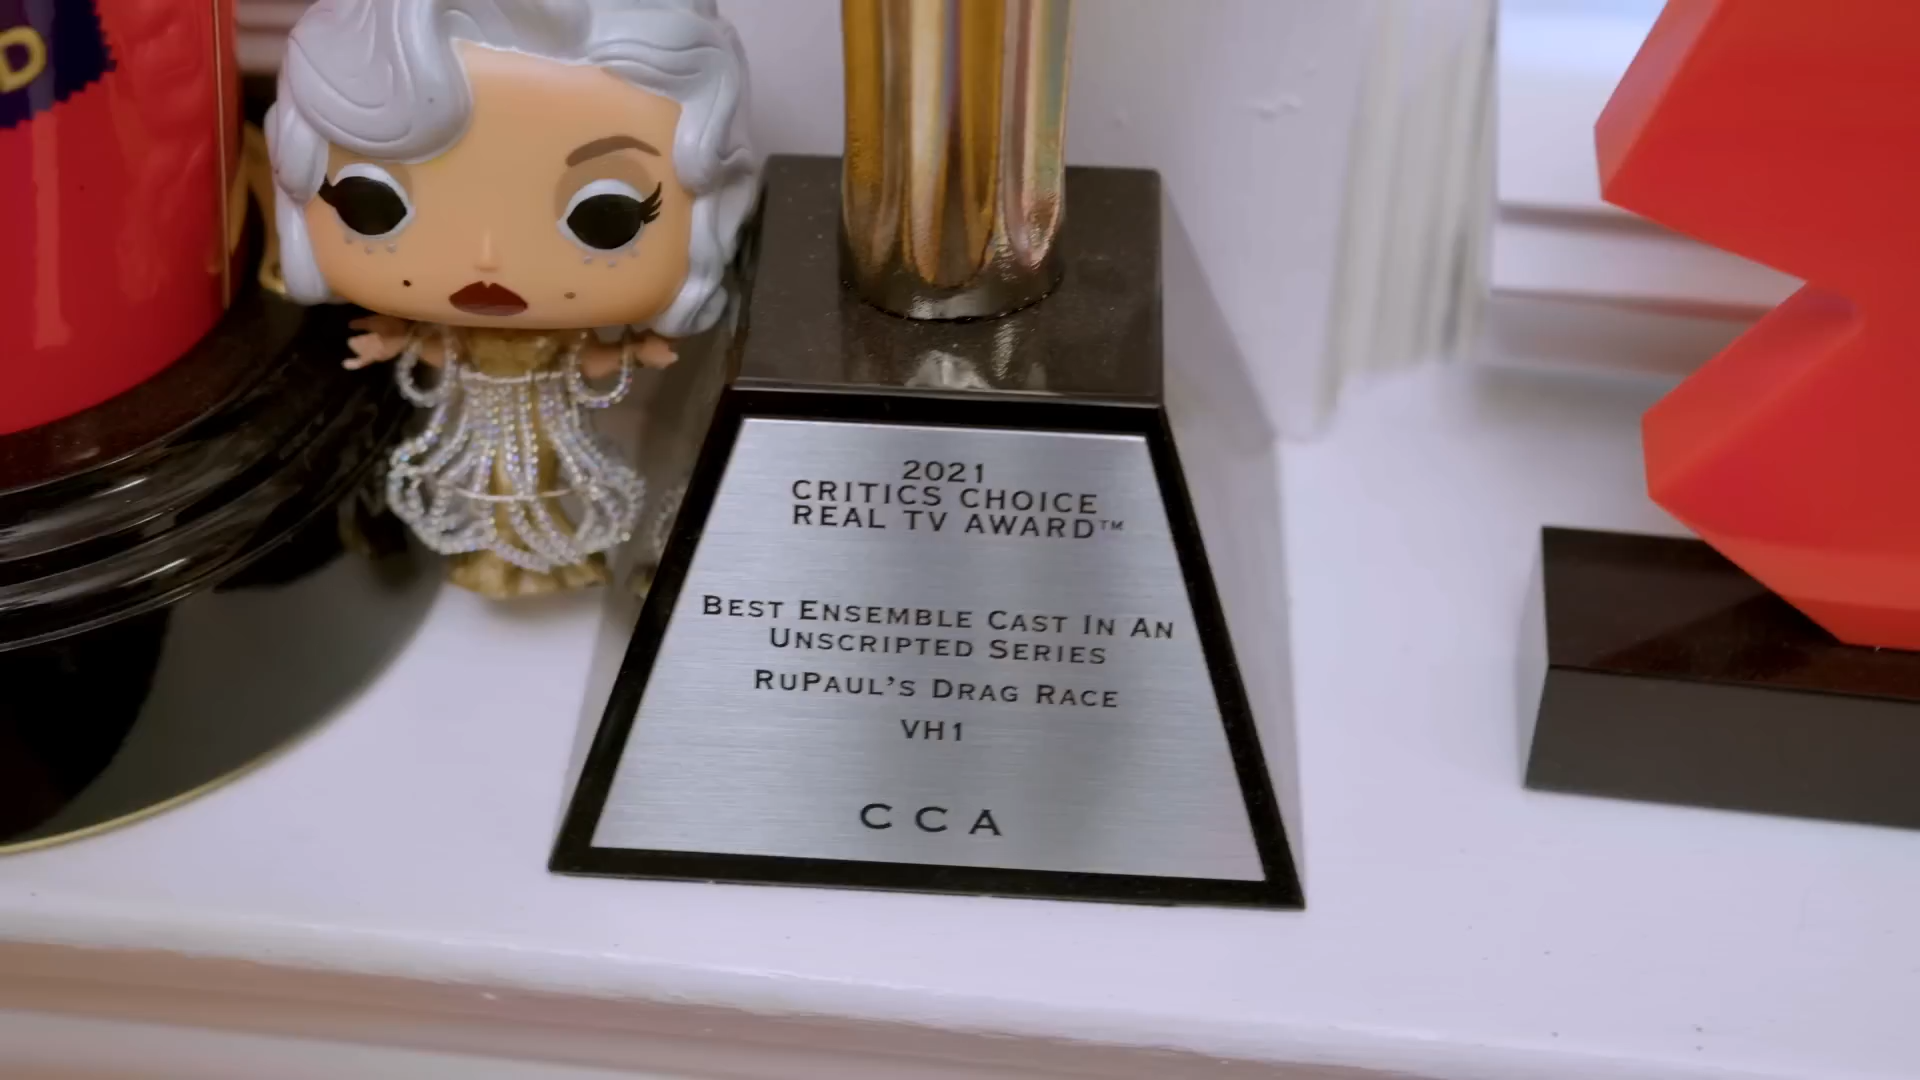 D
2021
CRITICS CHOICE
REAL TV AWARD™
BEST ENSEMBLE CAST IN AN
UNSCRIPTED SERIES
RUPAUL'S DRAG RACE
VH1
CCA